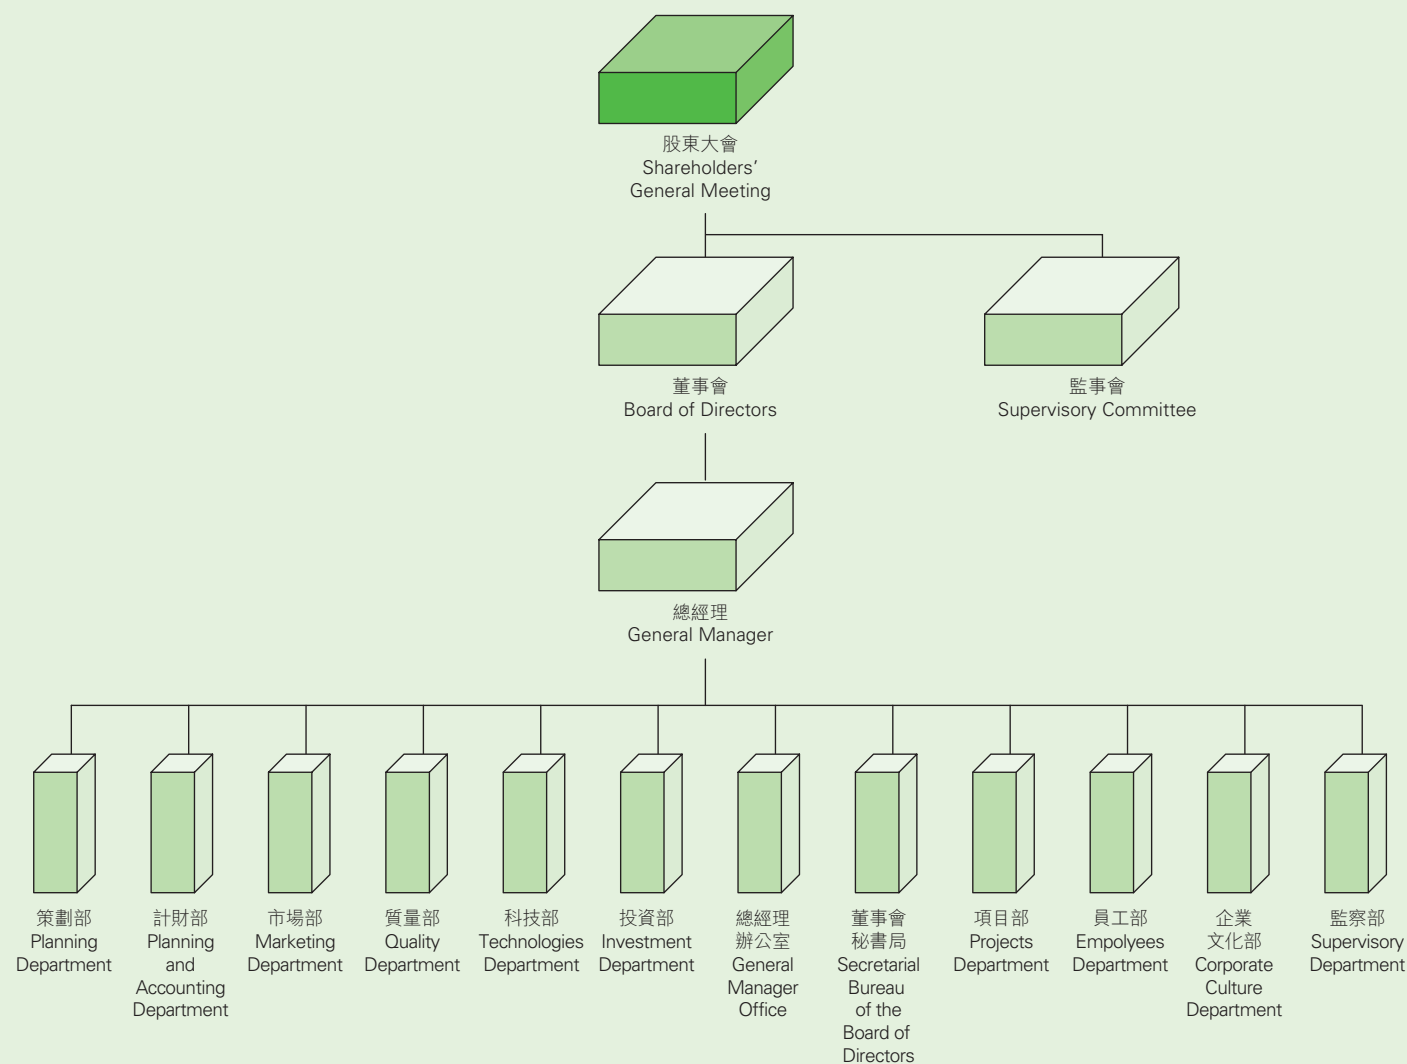 股東大會
Shareholders'
General Meeting
董事會
Board of Directors
監事會
Supervisory Committee
總經理
General Manager
策劃部
Planning
Department
計財部
Planning
and
Accounting
Department
市場部
Marketing
Department
質量部
Quality
Department
科技部
Technologies
Department
投資部
Investment
Department
總經理
辦公室
General
Manager
Office
董事會
秘書局
Secretarial
Bureau
of the
Board of
Directors
項目部
Projects
Department
員工部
Empolyees
Department
企業
文化部
Corporate
Culture
Department
監察部
Supervisory
Department